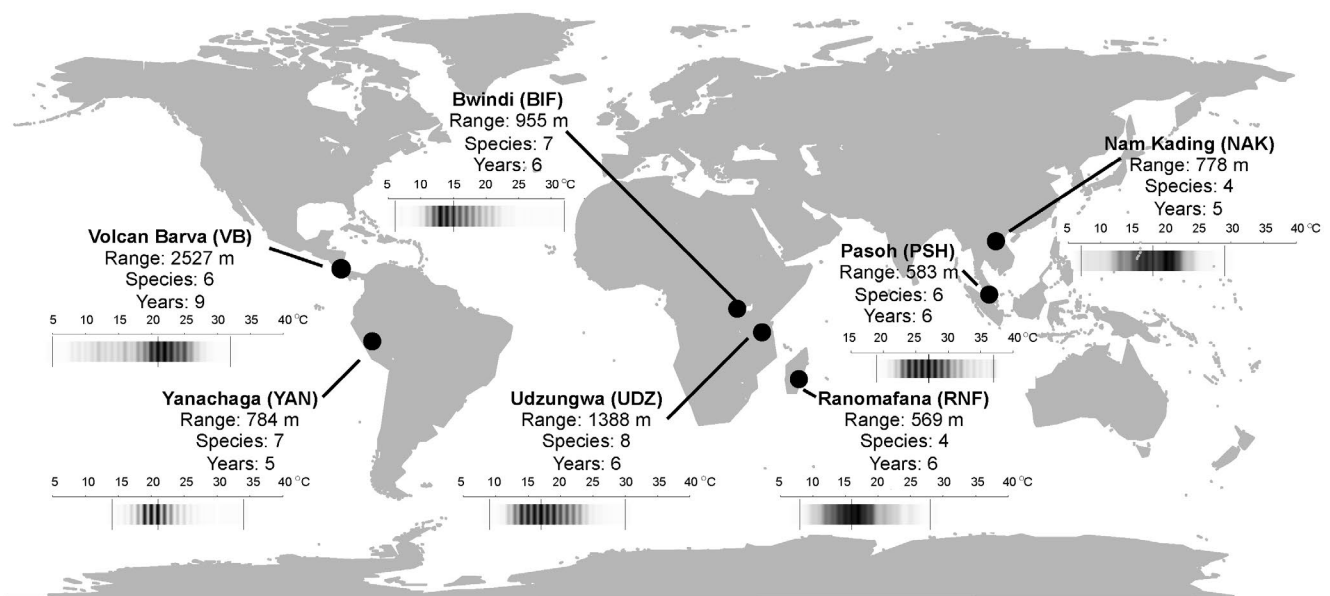 Bwindi (BIF)
Range: 955 m
Species: 7
Years: 6
5 10 15 20 25 30 °C
Nam Kading (NAK)
Range: 778 m
Species: 4
Years: 5
5 10 15 20 25 30 35 40 °C
Volcan Barva (VB)
Range: 2527 m
Species: 6
Years: 9
5 10 15 20 25 30 35 40 °C
Pasoh (PSH)
Range: 583 m
Species: 6
Years: 6
15 20 25 30 35 40 °C
Yanachaga (YAN)
Range: 784 m
Species: 7
Years: 5
5 10 15 20 25 30 35 40 °C
Udzungwa (UDZ)
Range: 1388 m
Species: 8
Years: 6
5 10 15 20 25 30 35 40 °C
Ranomafana (RNF)
Range: 569 m
Species: 4
Years: 6
5 10 15 20 25 30 35 40 °C